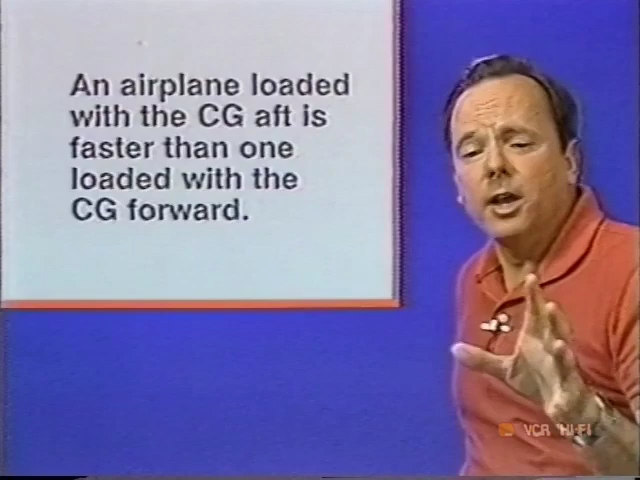 An airplane loaded
with the CG aft is
faster than one
loaded with the
CG forward.
VCR HI-FI